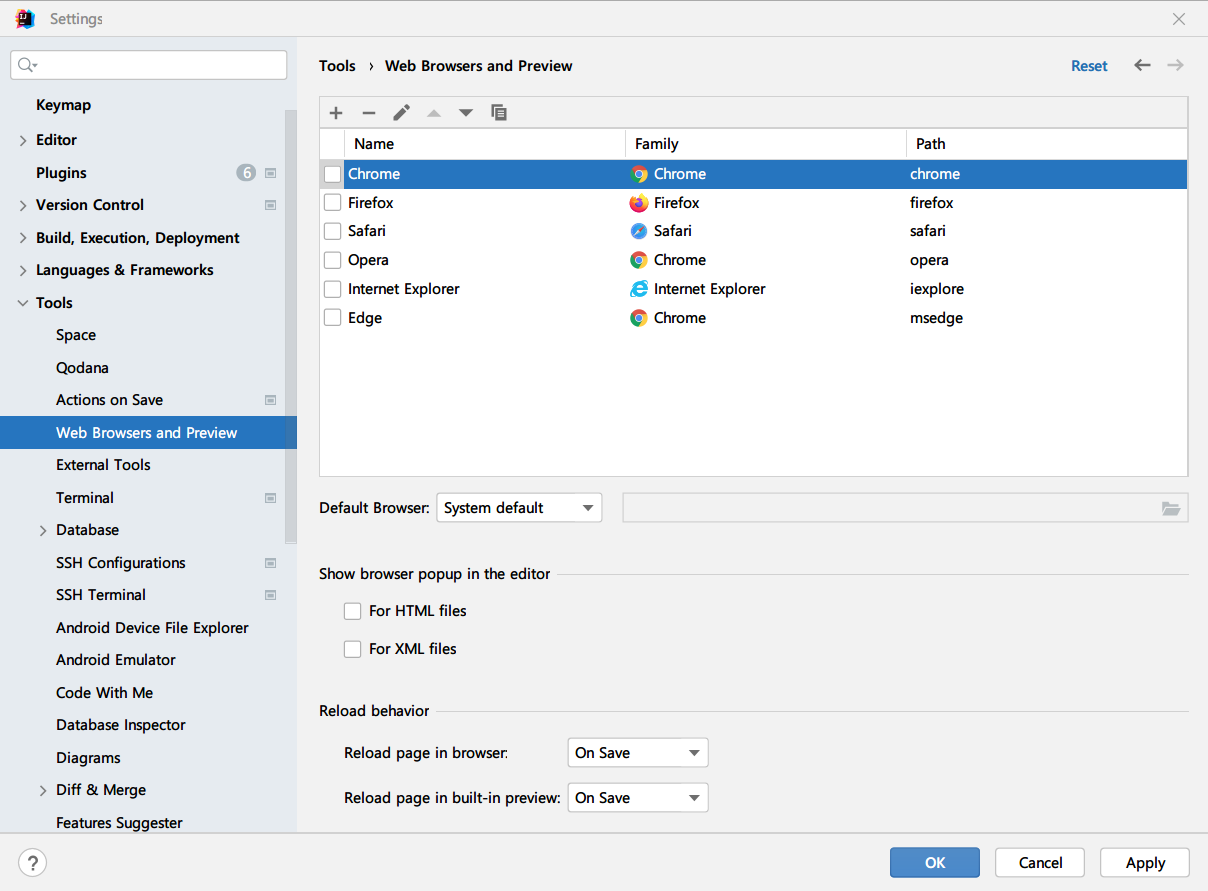 Settings
Keymap
Editor
Plugins 6
Version Control
Build, Execution, Deployment
Languages & Frameworks
Tools
Space
Qodana
Actions on Save
Web Browsers and Preview
External Tools
Terminal
Database
SSH Configurations
SSH Terminal
Android Device File Explorer
Android Emulator
Code With Me
Database Inspector
Diagrams
Diff & Merge
Features Suggester
Tools › Web Browsers and Preview Reset
Name Family Path
Chrome Chrome chrome
Firefox Firefox firefox
Safari Safari safari
Opera Chrome opera
Internet Explorer Internet Explorer iexplore
Edge Chrome msedge
Default Browser: System default
Show browser popup in the editor
For HTML files
For XML files
Reload behavior
Reload page in browser: On Save
Reload page in built-in preview: On Save
? OK Cancel Apply